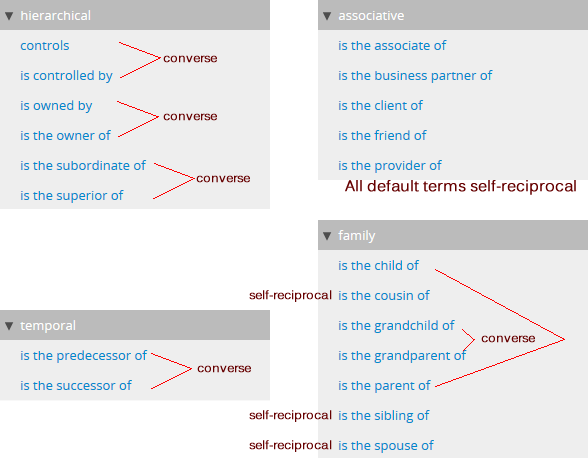 hierarchical
controls
is controlled by
converse
is owned by
is the owner of
converse
is the subordinate of
is the superior of
converse
associative
is the associate of
is the business partner of
is the client of
is the friend of
is the provider of
All default terms self-reciprocal
temporal
is the predecessor of
is the successor of
converse
family
is the child of
self-reciprocal is the cousin of
is the grandchild of
is the grandparent of
converse
is the parent of
self-reciprocal is the sibling of
self-reciprocal is the spouse of